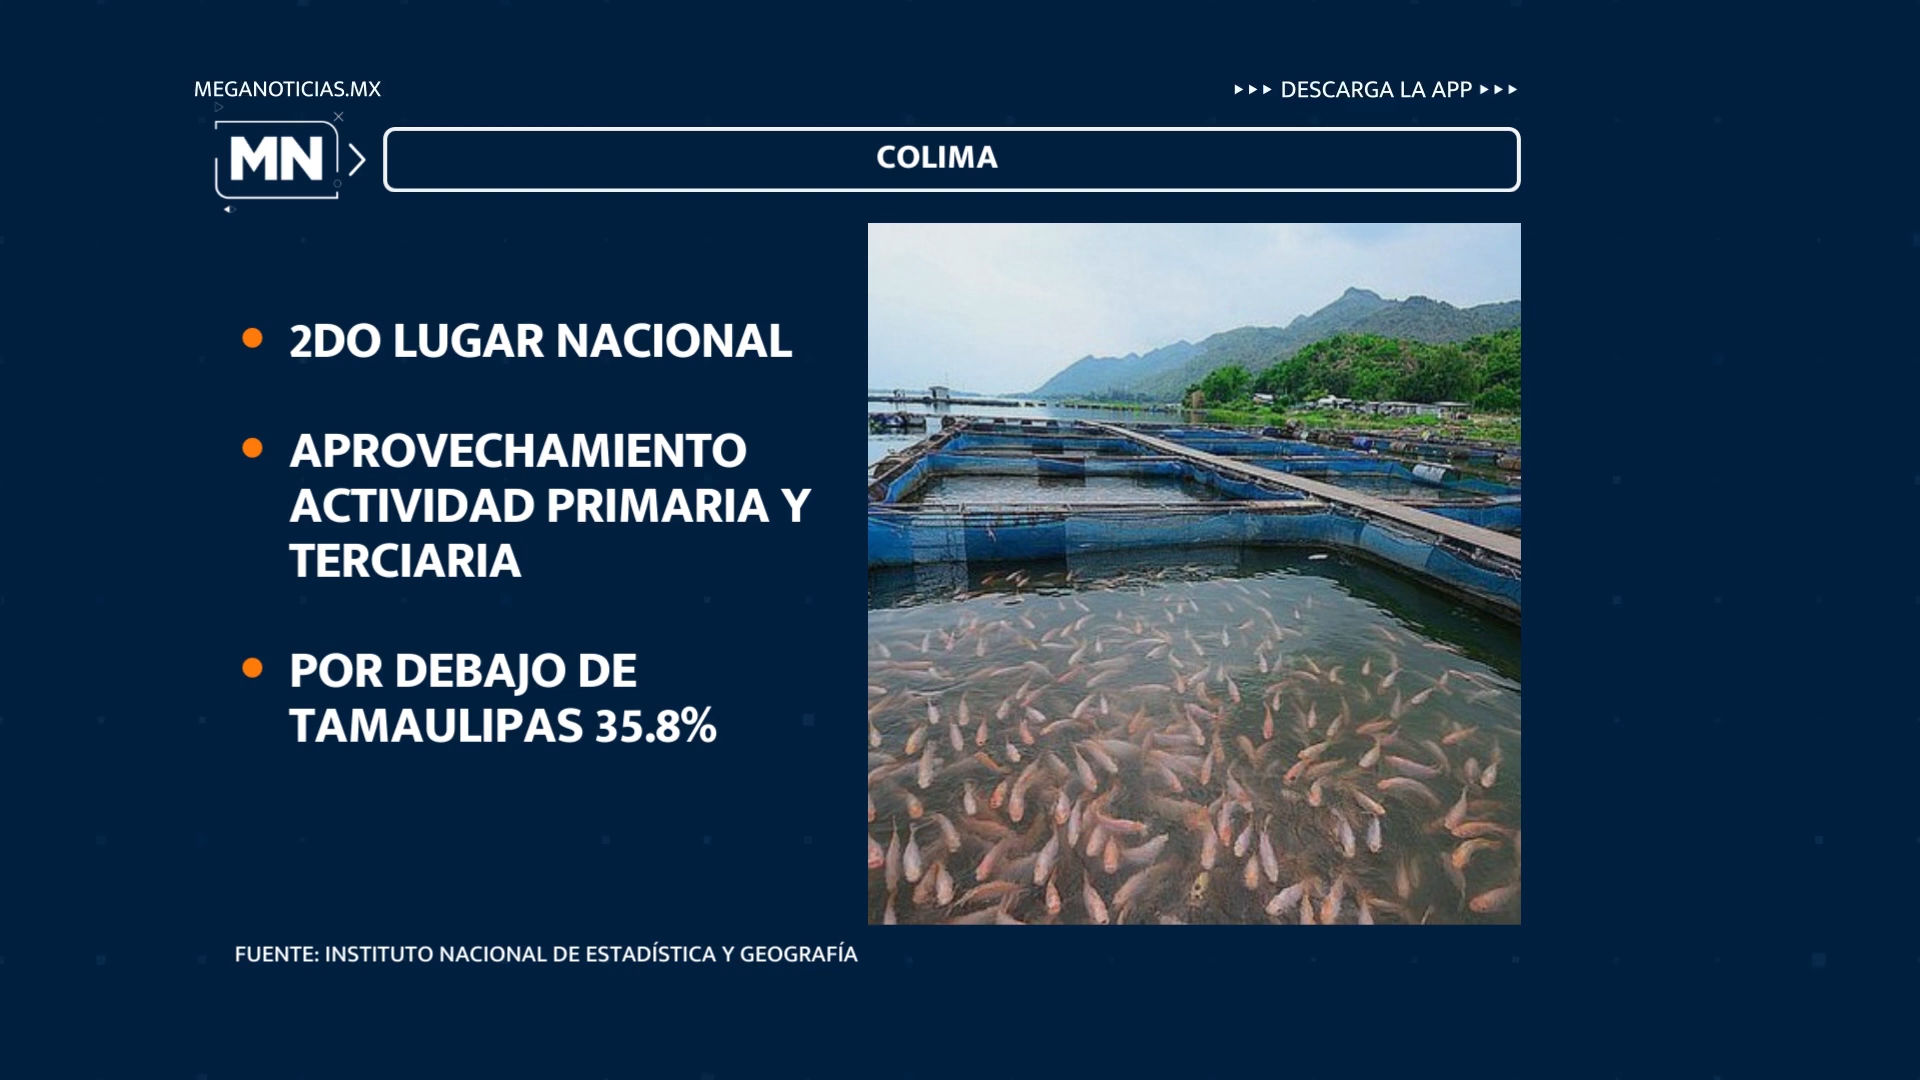 MEGANOTICIAS.MX
DESCARGA LA APP
MN
COLIMA
2DO LUGAR NACIONAL
APROVECHAMIENTO
ACTIVIDAD PRIMARIA Y
TERCIARIA
POR DEBAJO DE
TAMAULIPAS 35.8%
FUENTE: INSTITUTO NACIONAL DE ESTADÍSTICA Y GEOGRAFÍA